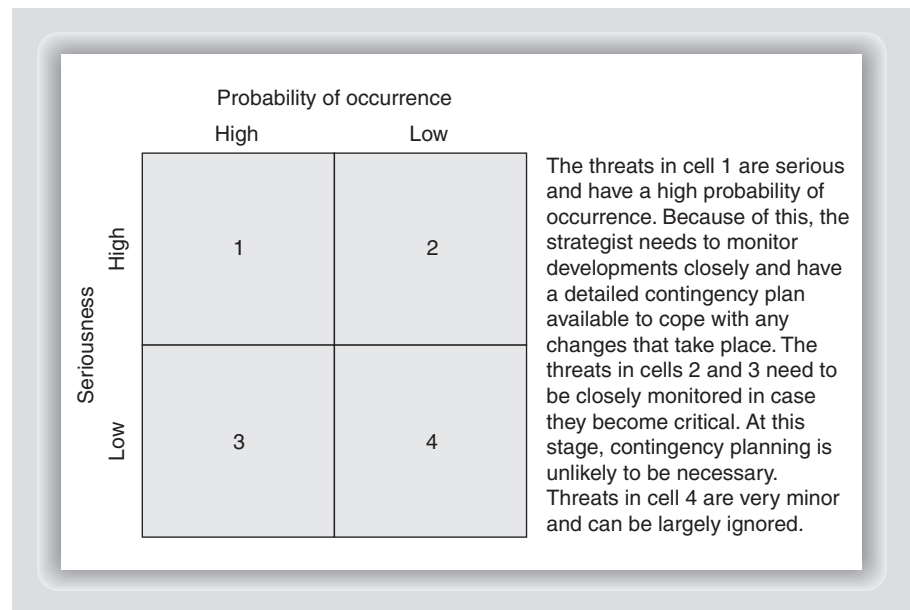 Probability of occurrence
High Low
Seriousness
High
1 2
Low
3 4
The threats in cell 1 are serious
and have a high probability of
occurrence. Because of this, the
strategist needs to monitor
developments closely and have
a detailed contingency plan
available to cope with any
changes that take place. The
threats in cells 2 and 3 need to
be closely monitored in case
they become critical. At this
stage, contingency planning is
unlikely to be necessary.
Threats in cell 4 are very minor
and can be largely ignored.